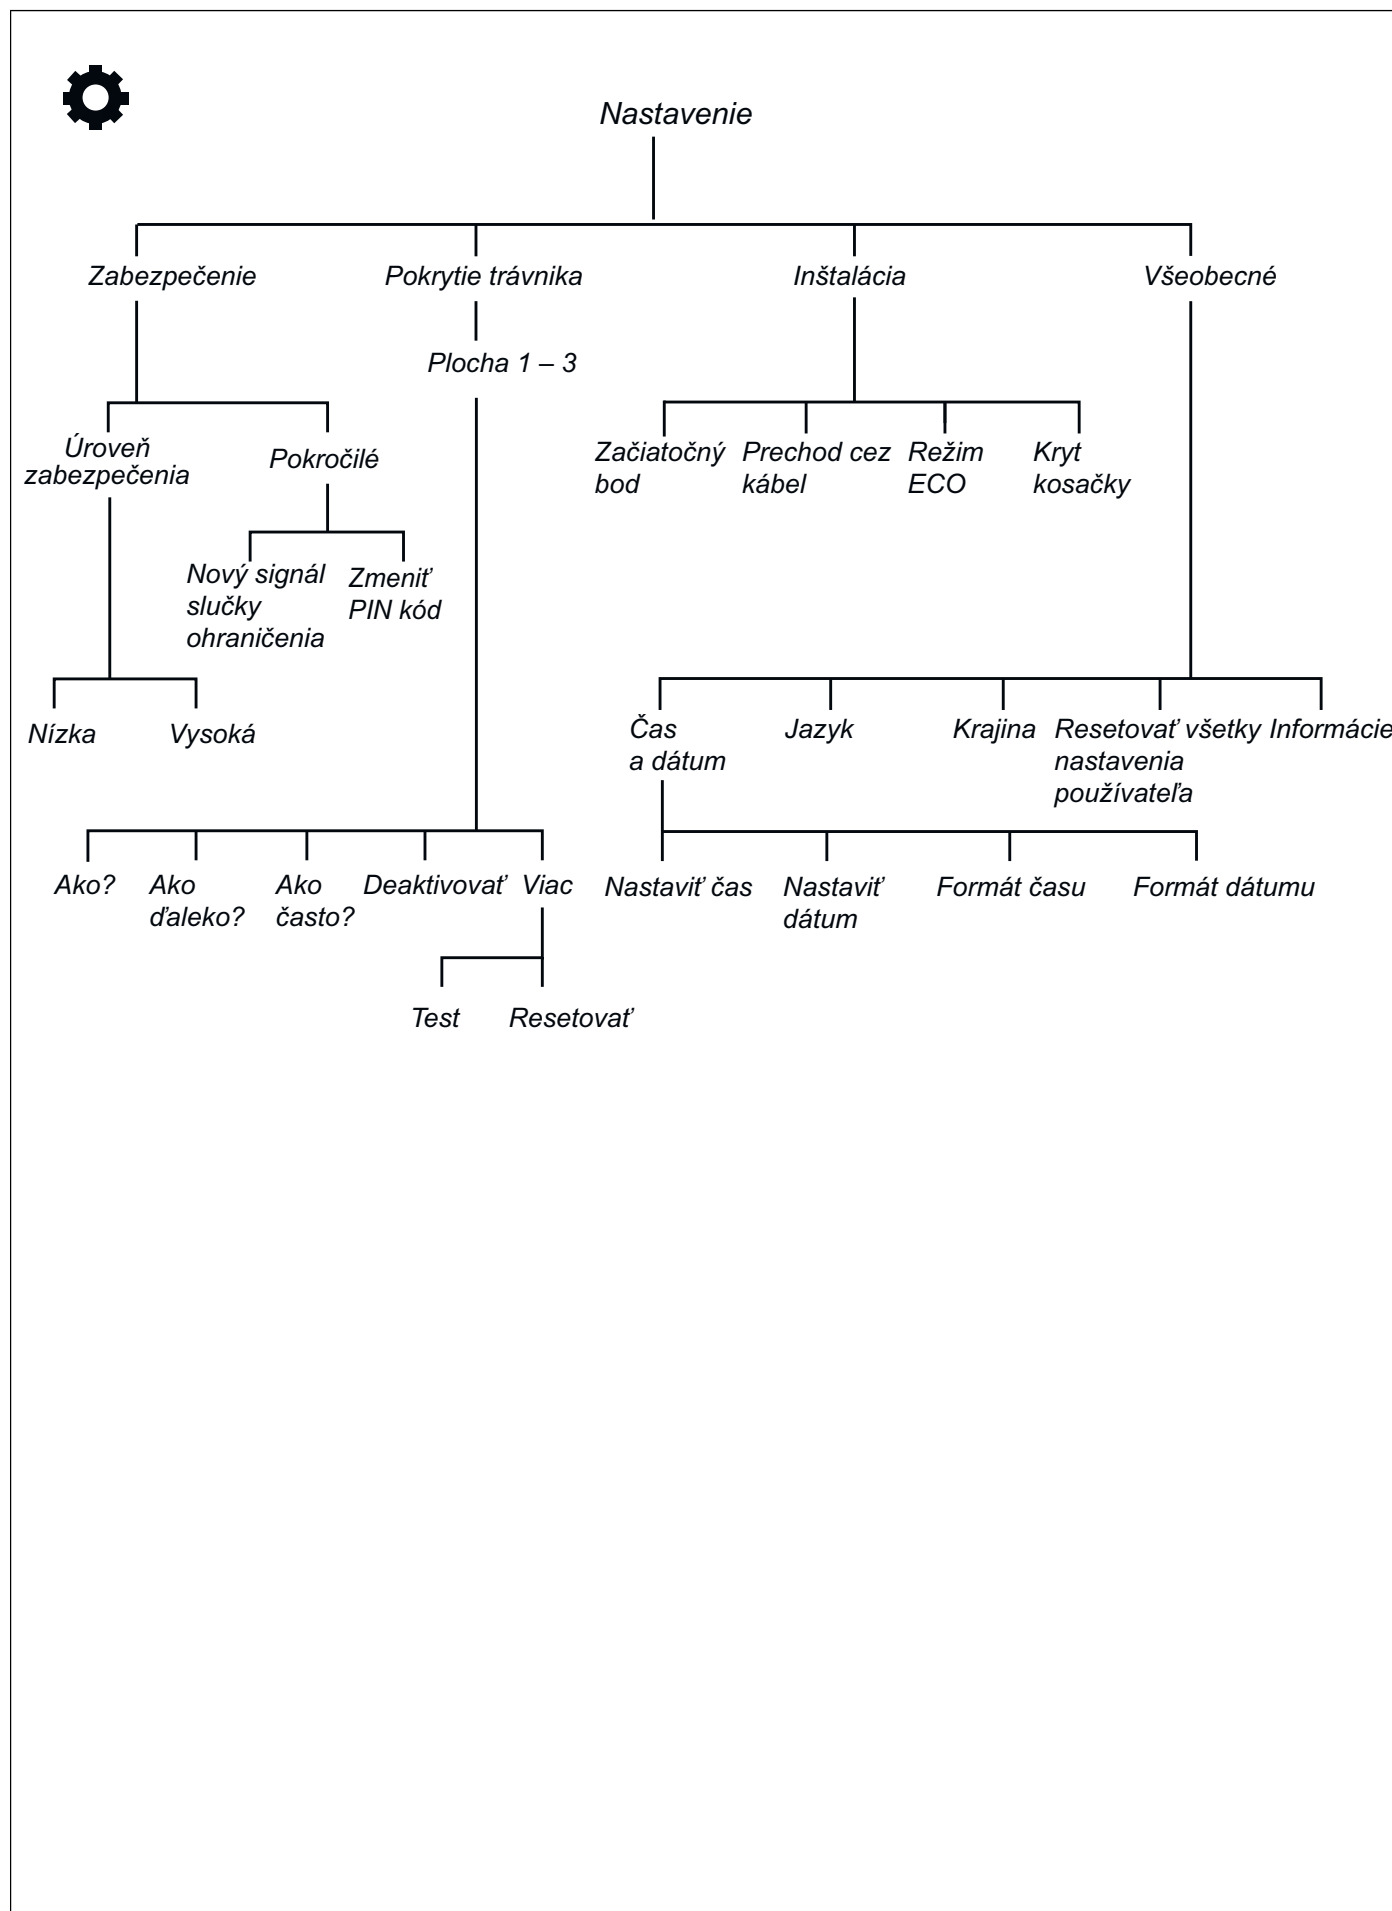 Nastavenie
Zabezpečenie
Pokrytie trávnika
Inštalácia
Všeobecné
Plocha 1 – 3
Úroveň
zabezpečenia
Pokročilé
Začiatočný
bod
Prechod cez
kábel
Režim
ECO
Kryt
kosačky
Nový signál
slučky
ohraničenia
Zmeniť
PIN kód
Nízka
Vysoká
Čas
a dátum
Jazyk
Krajina
Resetovať všetky
nastavenia
používateľa
Informácie
Ako?
Ako
ďaleko?
Ako
často?
Deaktivovať
Viac
Nastaviť čas
Nastaviť
dátum
Formát času
Formát dátumu
Test
Resetovať